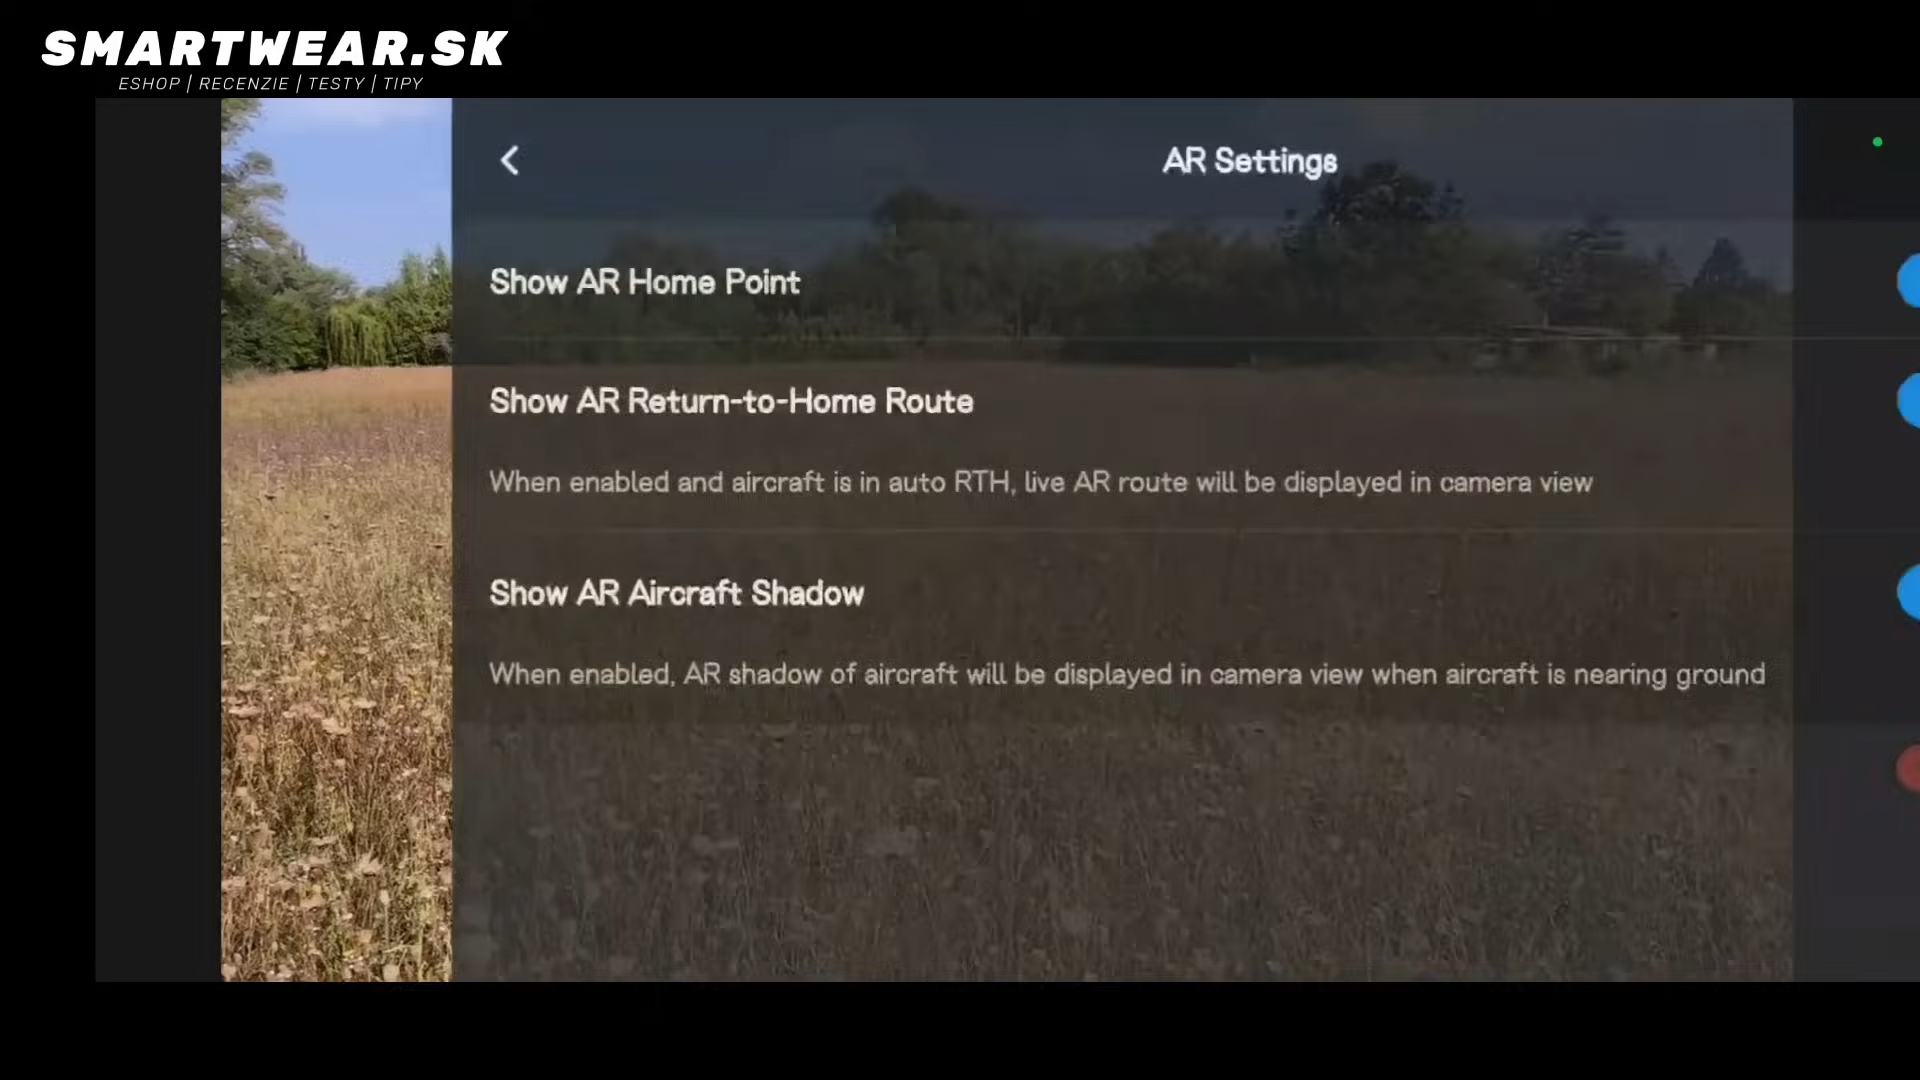 SMARTWEAR.SK
ESHOP | RECENZIE | TESTY | TIPY
AR Settings
Show AR Home Point
Show AR Return-to-Home Route
When enabled and aircraft is in auto RTH, live AR route will be displayed in camera view
Show AR Aircraft Shadow
When enabled, AR shadow of aircraft will be displayed in camera view when aircraft is nearing ground